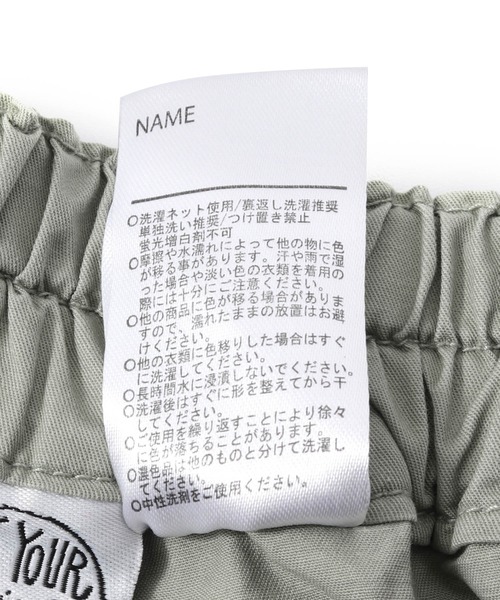 NAME
○洗濯ネット使用/裏返し洗濯推奨
単独洗い推奨/つけ置き禁止
蛍光増白剤不可
○摩擦や水濡れによって他の物に色
が移る事があります。汗や雨で湿
った場合や淡い色の衣類を着用の
際には十分にご注意ください。
○他の商品に色が移る場合がありま
すので、濡れたままの放置はお避
けください。
○他の衣類に色移りした場合はすぐ
に洗濯してください。
○長時間水に浸漬しないでください。
○洗濯後はすぐに形を整えてから干
してください。
○ご使用を繰り返すことにより徐々
に色が落ちることがあります。
○濃色品は他のものと分けて洗濯し
てください。
○中性洗剤をご使用ください。
YOUR